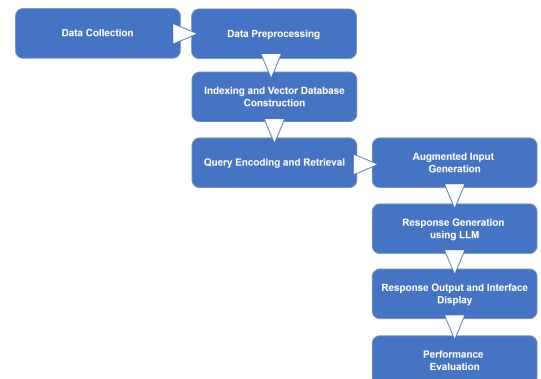 Data Collection
Data Preprocessing
Indexing and Vector Database
Construction
Query Encoding and Retrieval
Augmented Input
Generation
Response Generation
using LLM
Response Output and Interface
Display
Performance
Evaluation